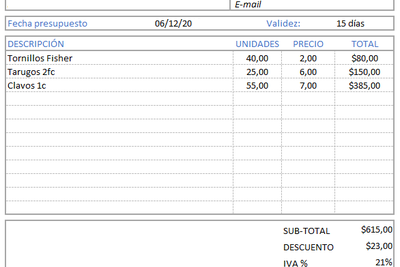 E-mail
Fecha presupuesto 06/12/20 Validez: 15 días
DESCRIPCIÓN UNIDADES PRECIO TOTAL
Tornillos Fisher 40,00 2,00 $80,00
Tarugos 2fc 25,00 6,00 $150,00
Clavos 1c 55,00 7,00 $385,00
SUB-TOTAL $615,00
DESCUENTO $23,00
IVA % 21%